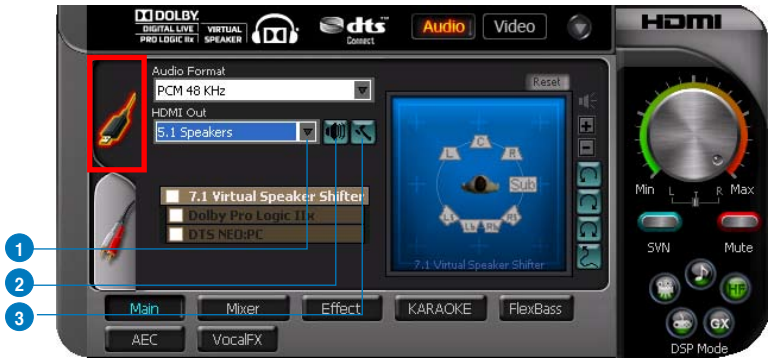 DOLBY
DIGITAL LIVE
PRO LOGIC IIx
VIRTUAL
SPEAKER
dts
Connect
Audio
Video
HDMI
Audio Format
PCM 48 KHz
HDMI Out
5.1 Speakers
Reset
L
C
R
Sub
Ll
Lb
Rb
Rl
7.1 Virtual Speaker Shifter
7.1 Virtual Speaker Shifter
Dolby Pro Logic IIx
DTS NEO:PC
1
2
3
Min
L
R
Max
SVN
Mute
HF
GX
DSP Mode
Main
Mixer
Effect
KARAOKE
FlexBass
AEC
VocalFX